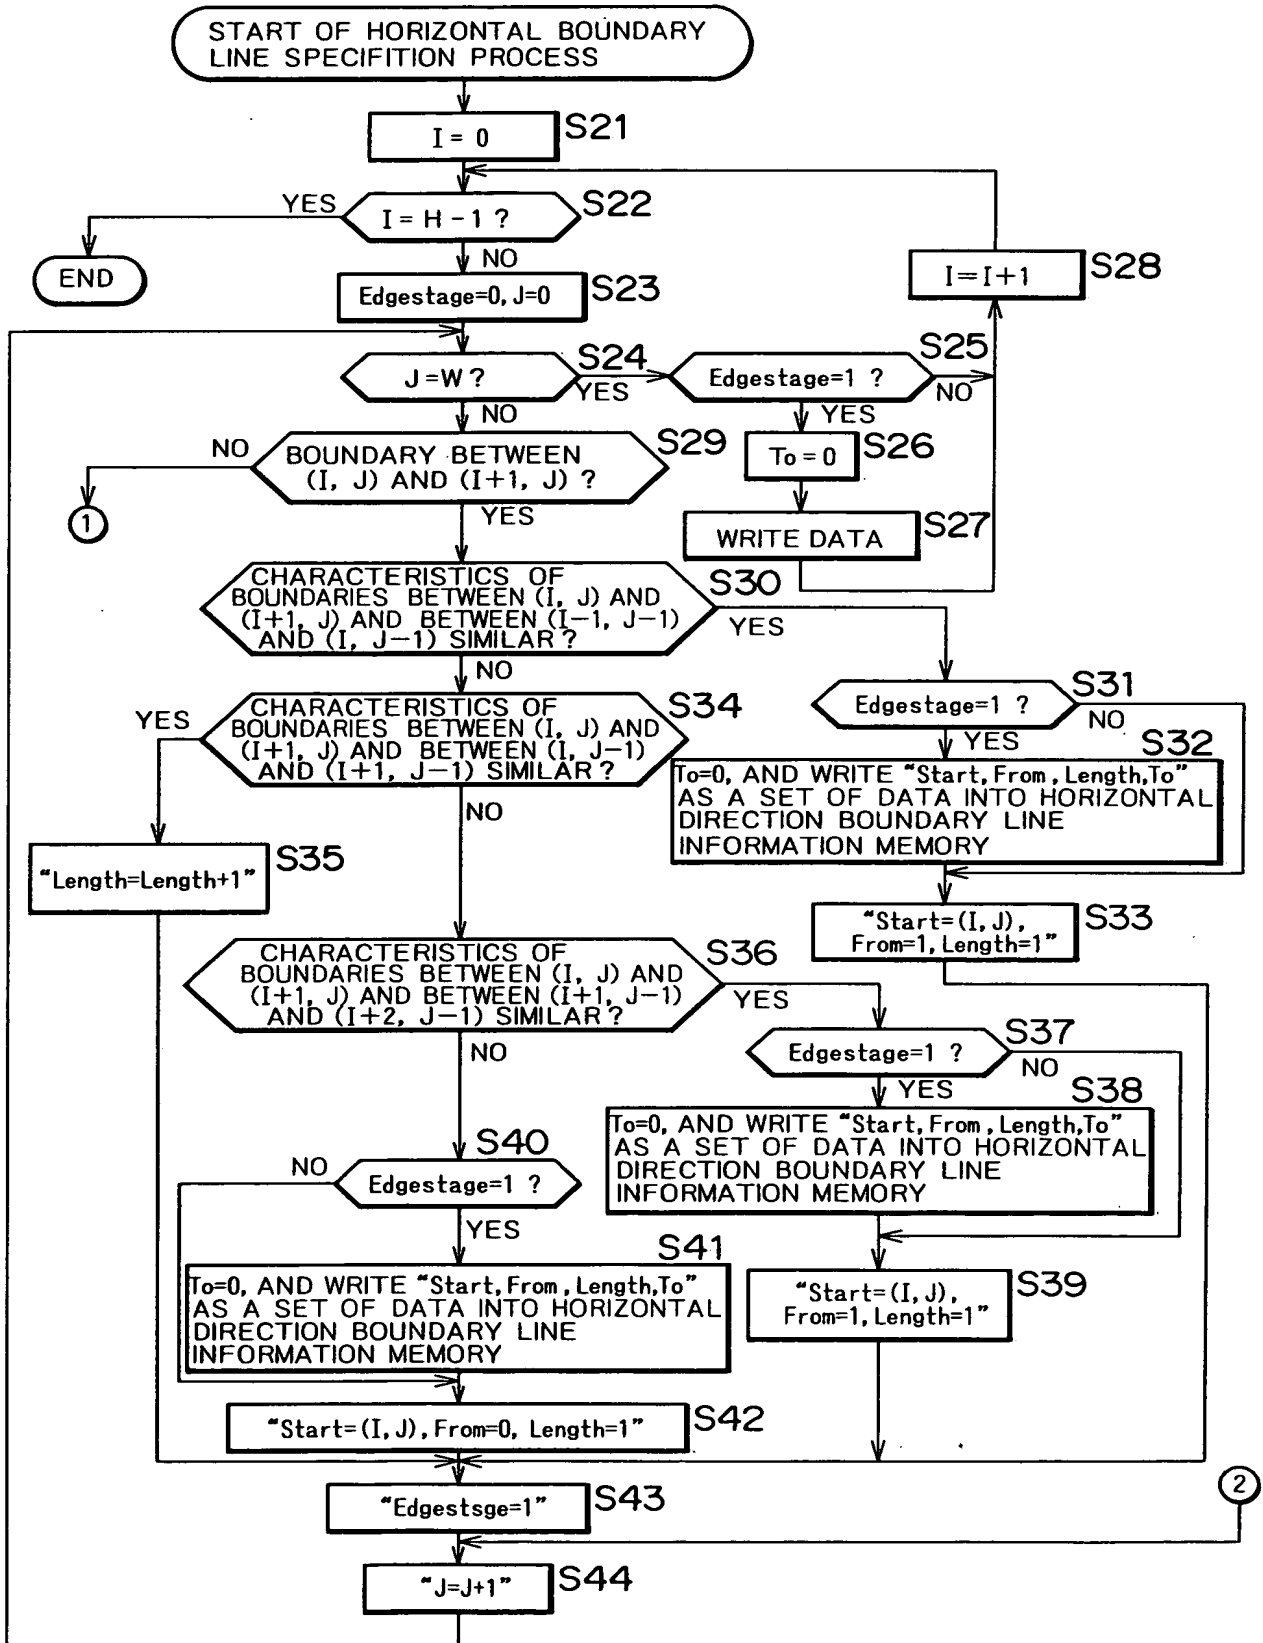 START OF HORIZONTAL BOUNDARY
LINE SPECIFITION PROCESS
I = 0
S21
YES
I = H - 1 ?
S22
NO
END
Edgestage=0, J=0
S23
I=I+1
S28
J=W?
S24
YES
Edgestage=1 ?
S25
NO
NO
YES
NO
BOUNDARY BETWEEN
(I, J) AND (I+1, J) ?
S29
To = 0
S26
1
YES
WRITE DATA
S27
CHARACTERISTICS OF
BOUNDARIES BETWEEN (I, J) AND
(I+1, J) AND BETWEEN (I-1, J-1)
AND (I, J-1) SIMILAR ?
S30
YES
NO
Edgestage=1 ?
S31
NO
YES
YES
CHARACTERISTICS OF
BOUNDARIES BETWEEN (I, J) AND
(I+1, J) AND BETWEEN (I, J-1)
AND (I+1, J-1) SIMILAR ?
S34
NO
S32
To=0, AND WRITE "Start, From, Length, To"
AS A SET OF DATA INTO HORIZONTAL
DIRECTION BOUNDARY LINE
INFORMATION MEMORY
"Length=Length+1"
S35
"Start=(I, J),
From=1, Length=1"
S33
CHARACTERISTICS OF
BOUNDARIES BETWEEN (I, J) AND
(I+1, J) AND BETWEEN (I+1, J-1)
AND (I+2, J-1) SIMILAR ?
S36
YES
NO
Edgestage=1 ?
S37
NO
YES
S38
To=0, AND WRITE "Start, From, Length, To"
AS A SET OF DATA INTO HORIZONTAL
DIRECTION BOUNDARY LINE
INFORMATION MEMORY
S40
NO
Edgestage=1 ?
YES
S41
To=0, AND WRITE "Start, From, Length, To"
AS A SET OF DATA INTO HORIZONTAL
DIRECTION BOUNDARY LINE
INFORMATION MEMORY
"Start=(I, J),
From=1, Length=1"
S39
"Start=(I, J), From=0, Length=1"
S42
"Edgestsge=1"
S43
2
"J=J+1"
S44